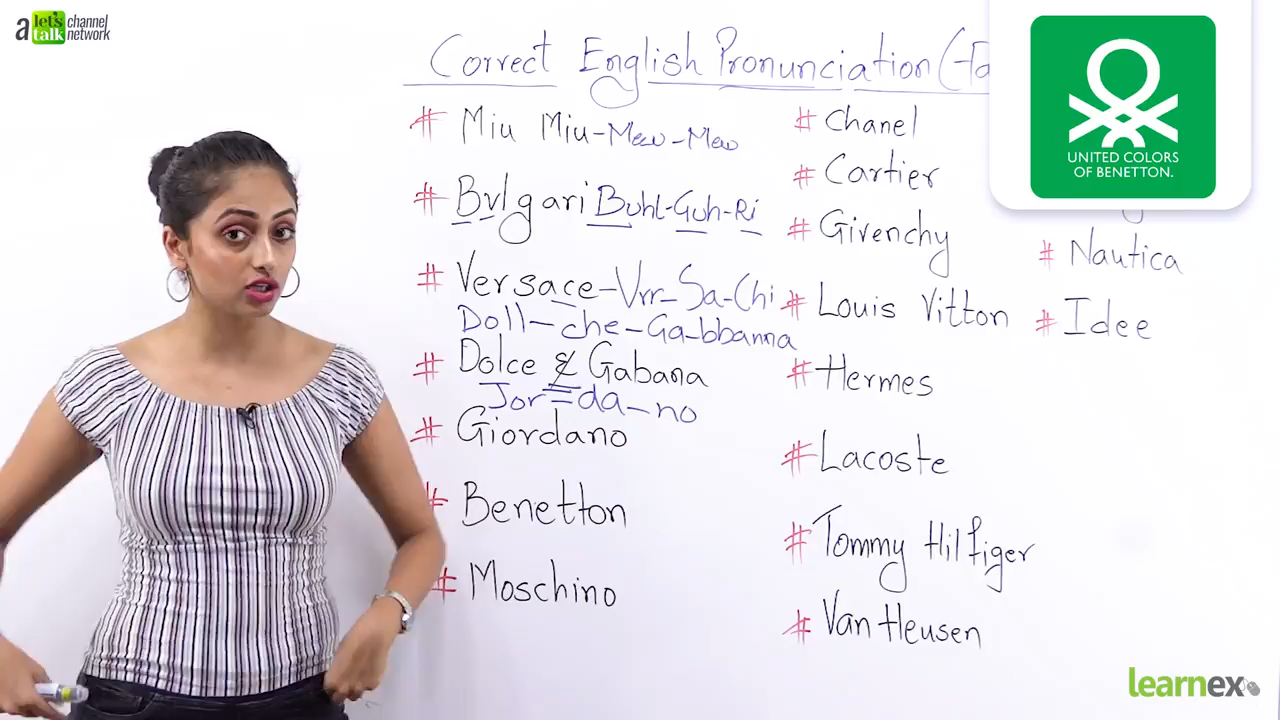 a let's talk channel network
Correct English Pronunciation
# Miu Miu-Mew-Mew
# Bvlgari Buhl-Guh-Ri
# Versace-Vrr-Sa-Chi
Doll-che-Ga-bbanna
# Dolce & Gabana
Jor=da-no
# Giordano
# Benetton
# Moschino
# Chanel
# Cartier
# Givenchy
# Louis Vitton
# Hermes
# Lacoste
# Tommy Hilfiger
# Van Heusen
UNITED COLORS
OF BENETTON.
# Nautica
# Idee
learnex